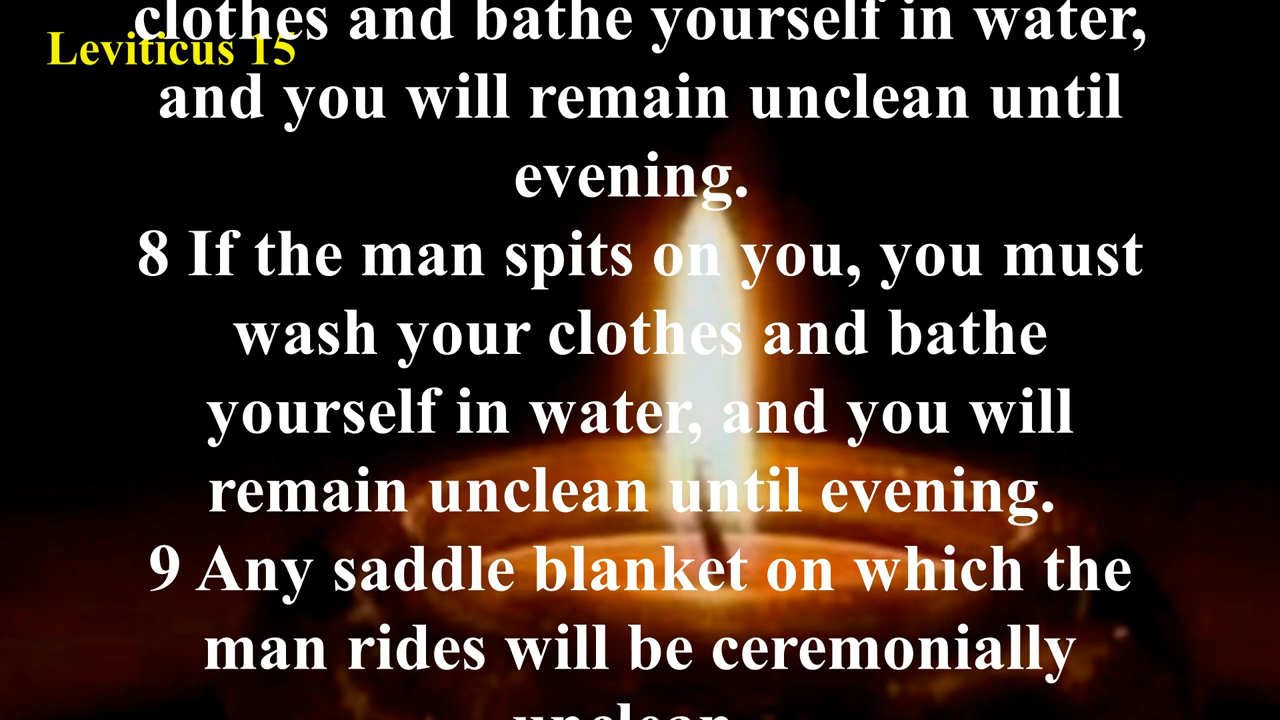 clothes and bathe yourself in water,
Leviticus 15
and you will remain unclean until
evening.
8 If the man spits on you, you must
wash your clothes and bathe
yourself in water, and you will
remain unclean until evening.
9 Any saddle blanket on which the
man rides will be ceremonially
unclean.